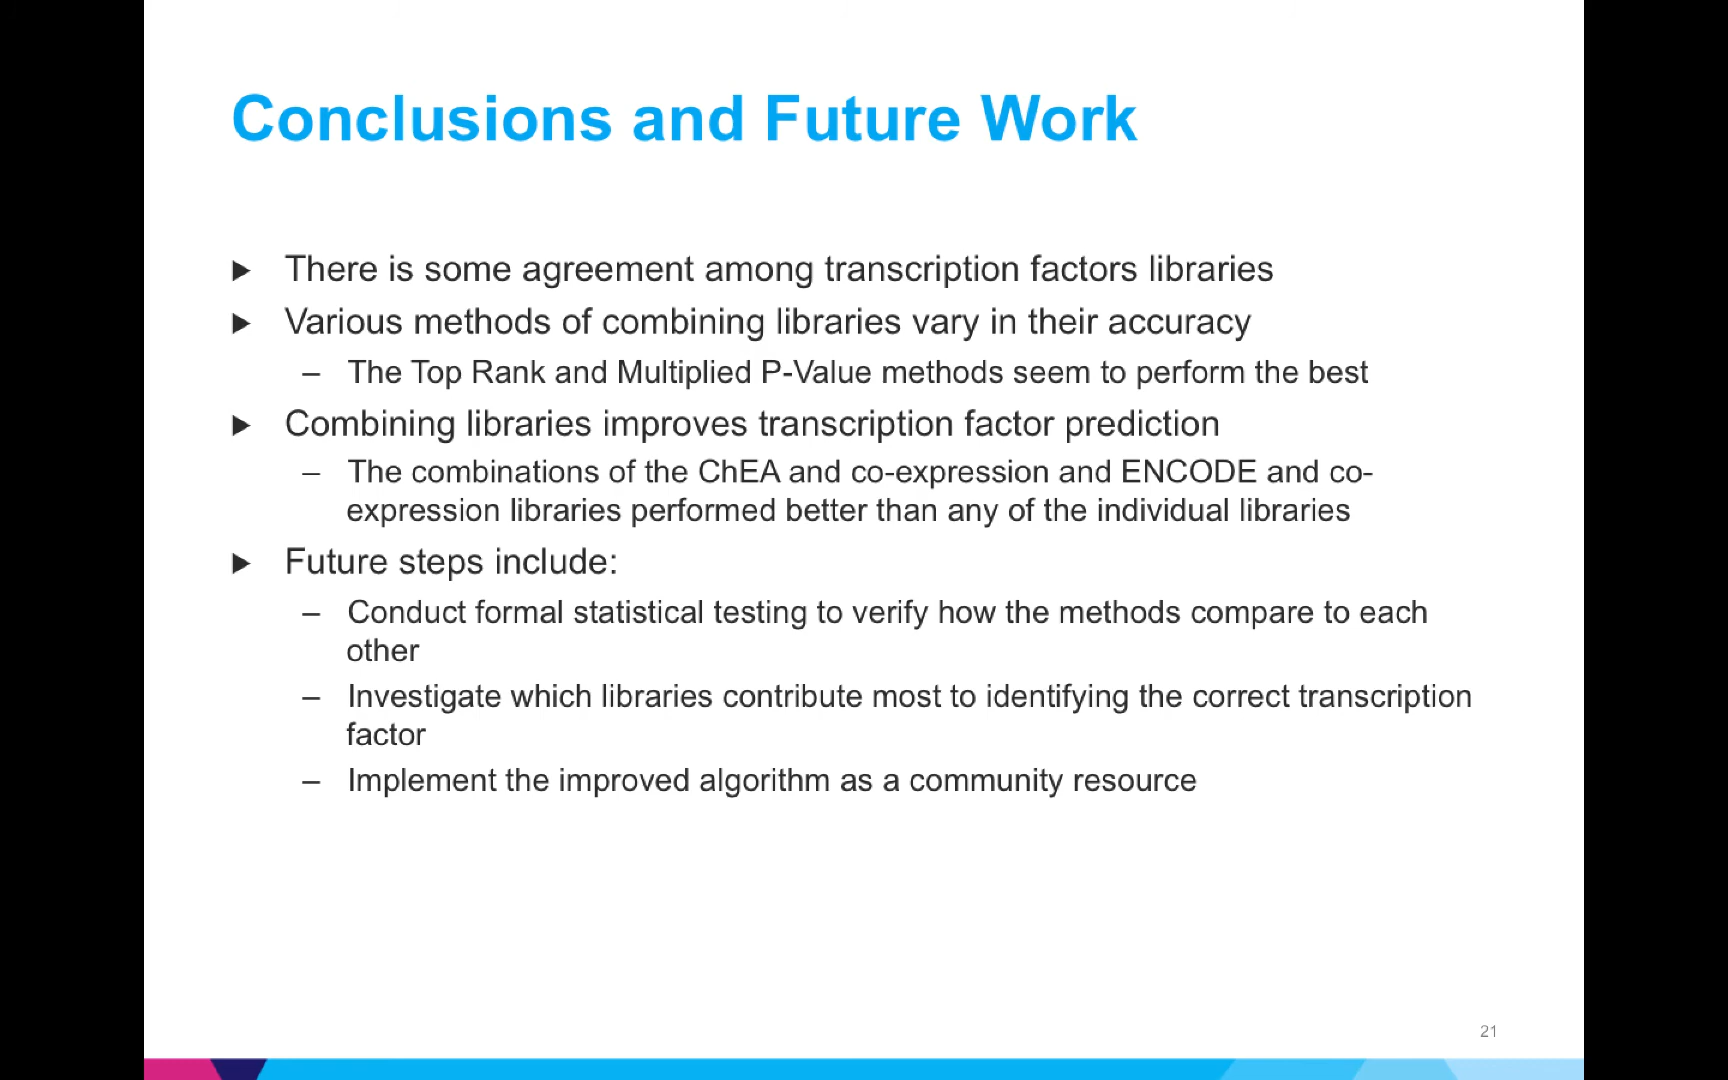 Conclusions and Future Work
▶ There is some agreement among transcription factors libraries
▶ Various methods of combining libraries vary in their accuracy
– The Top Rank and Multiplied P-Value methods seem to perform the best
▶ Combining libraries improves transcription factor prediction
– The combinations of the ChEA and co-expression and ENCODE and co-
expression libraries performed better than any of the individual libraries
▶ Future steps include:
– Conduct formal statistical testing to verify how the methods compare to each
other
– Investigate which libraries contribute most to identifying the correct transcription
factor
– Implement the improved algorithm as a community resource
21